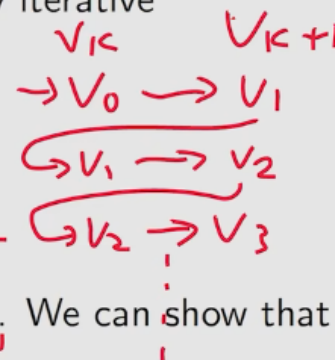 iterative
VK VK+1
→ V0 → V1
→ V1 → V2
→ V2 → V3
. We can show that